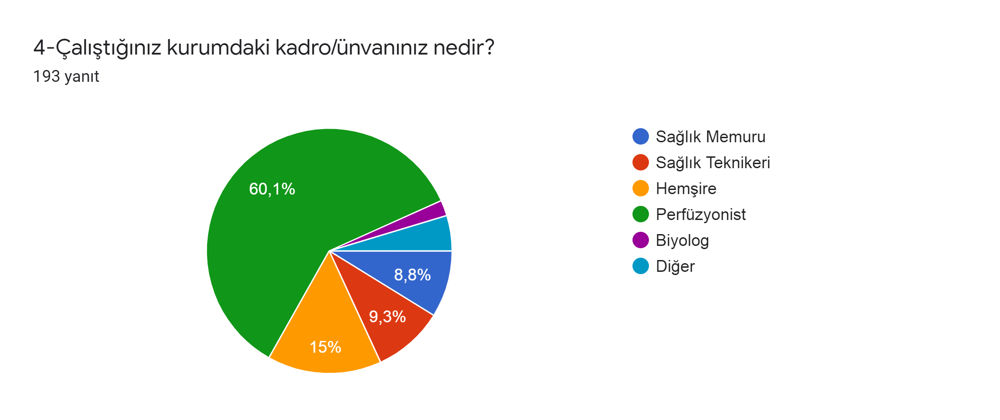 4-Çalıştığınız kurumdaki kadro/ünvanınız nedir?
193 yanıt
60,1%
8,8%
9,3%
15%
Sağlık Memuru
Sağlık Teknikeri
Hemşire
Perfüzyonist
Biyolog
Diğer